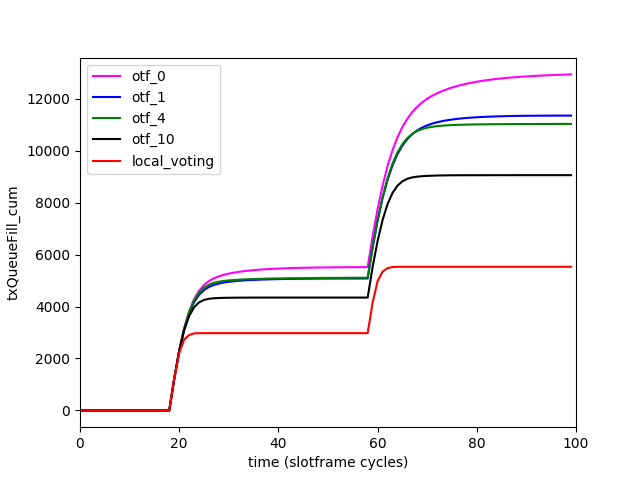 otf_0
otf_1
otf_4
otf_10
local_voting
txQueueFill_cum
12000
10000
8000
6000
4000
2000
0
0 20 40 60 80 100
time (slotframe cycles)